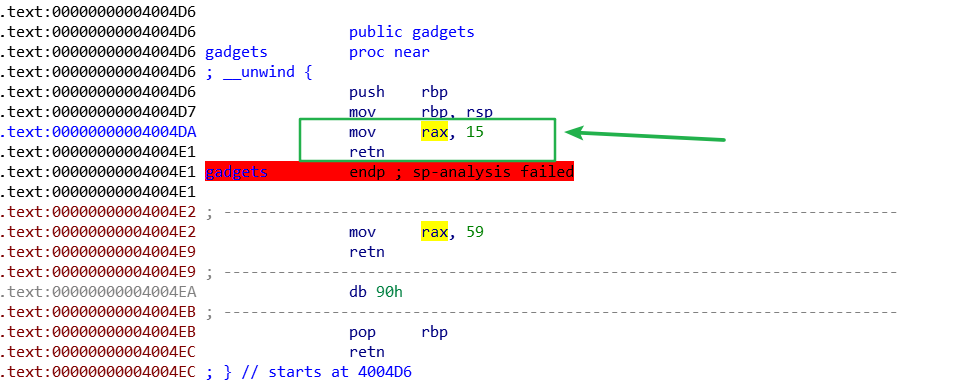 .text:00000000004004D6
.text:00000000004004D6 public gadgets
.text:00000000004004D6 gadgets proc near
.text:00000000004004D6 ; __unwind {
.text:00000000004004D6 push rbp
.text:00000000004004D7 mov rbp, rsp
.text:00000000004004DA mov rax, 15
.text:00000000004004E1 retn
.text:00000000004004E1 gadgets endp ; sp-analysis failed
.text:00000000004004E1
.text:00000000004004E2 ; ---------------------------------------------------------------------------
.text:00000000004004E2 mov rax, 59
.text:00000000004004E9 retn
.text:00000000004004E9 ; ---------------------------------------------------------------------------
.text:00000000004004EA db 90h
.text:00000000004004EB ; ---------------------------------------------------------------------------
.text:00000000004004EB pop rbp
.text:00000000004004EC retn
.text:00000000004004EC ; } // starts at 4004D6